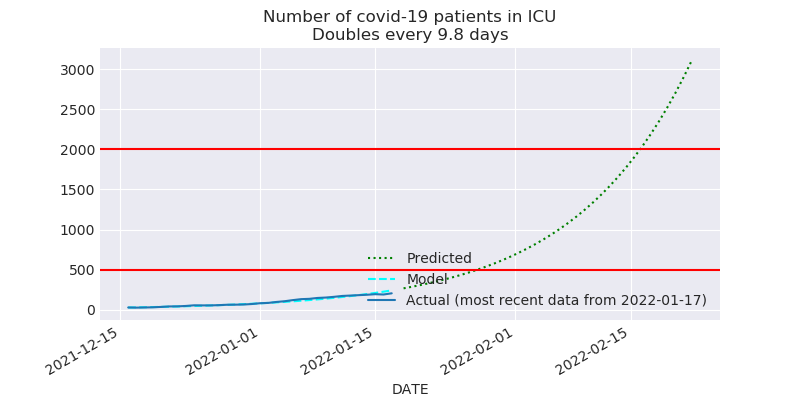 Number of covid-19 patients in ICU
Doubles every 9.8 days
3000
2500
2000
1500
1000
500
0
Predicted
Model
Actual (most recent data from 2022-01-17)
2021-12-15
2022-01-01
2022-01-15
2022-02-01
2022-02-15
DATE